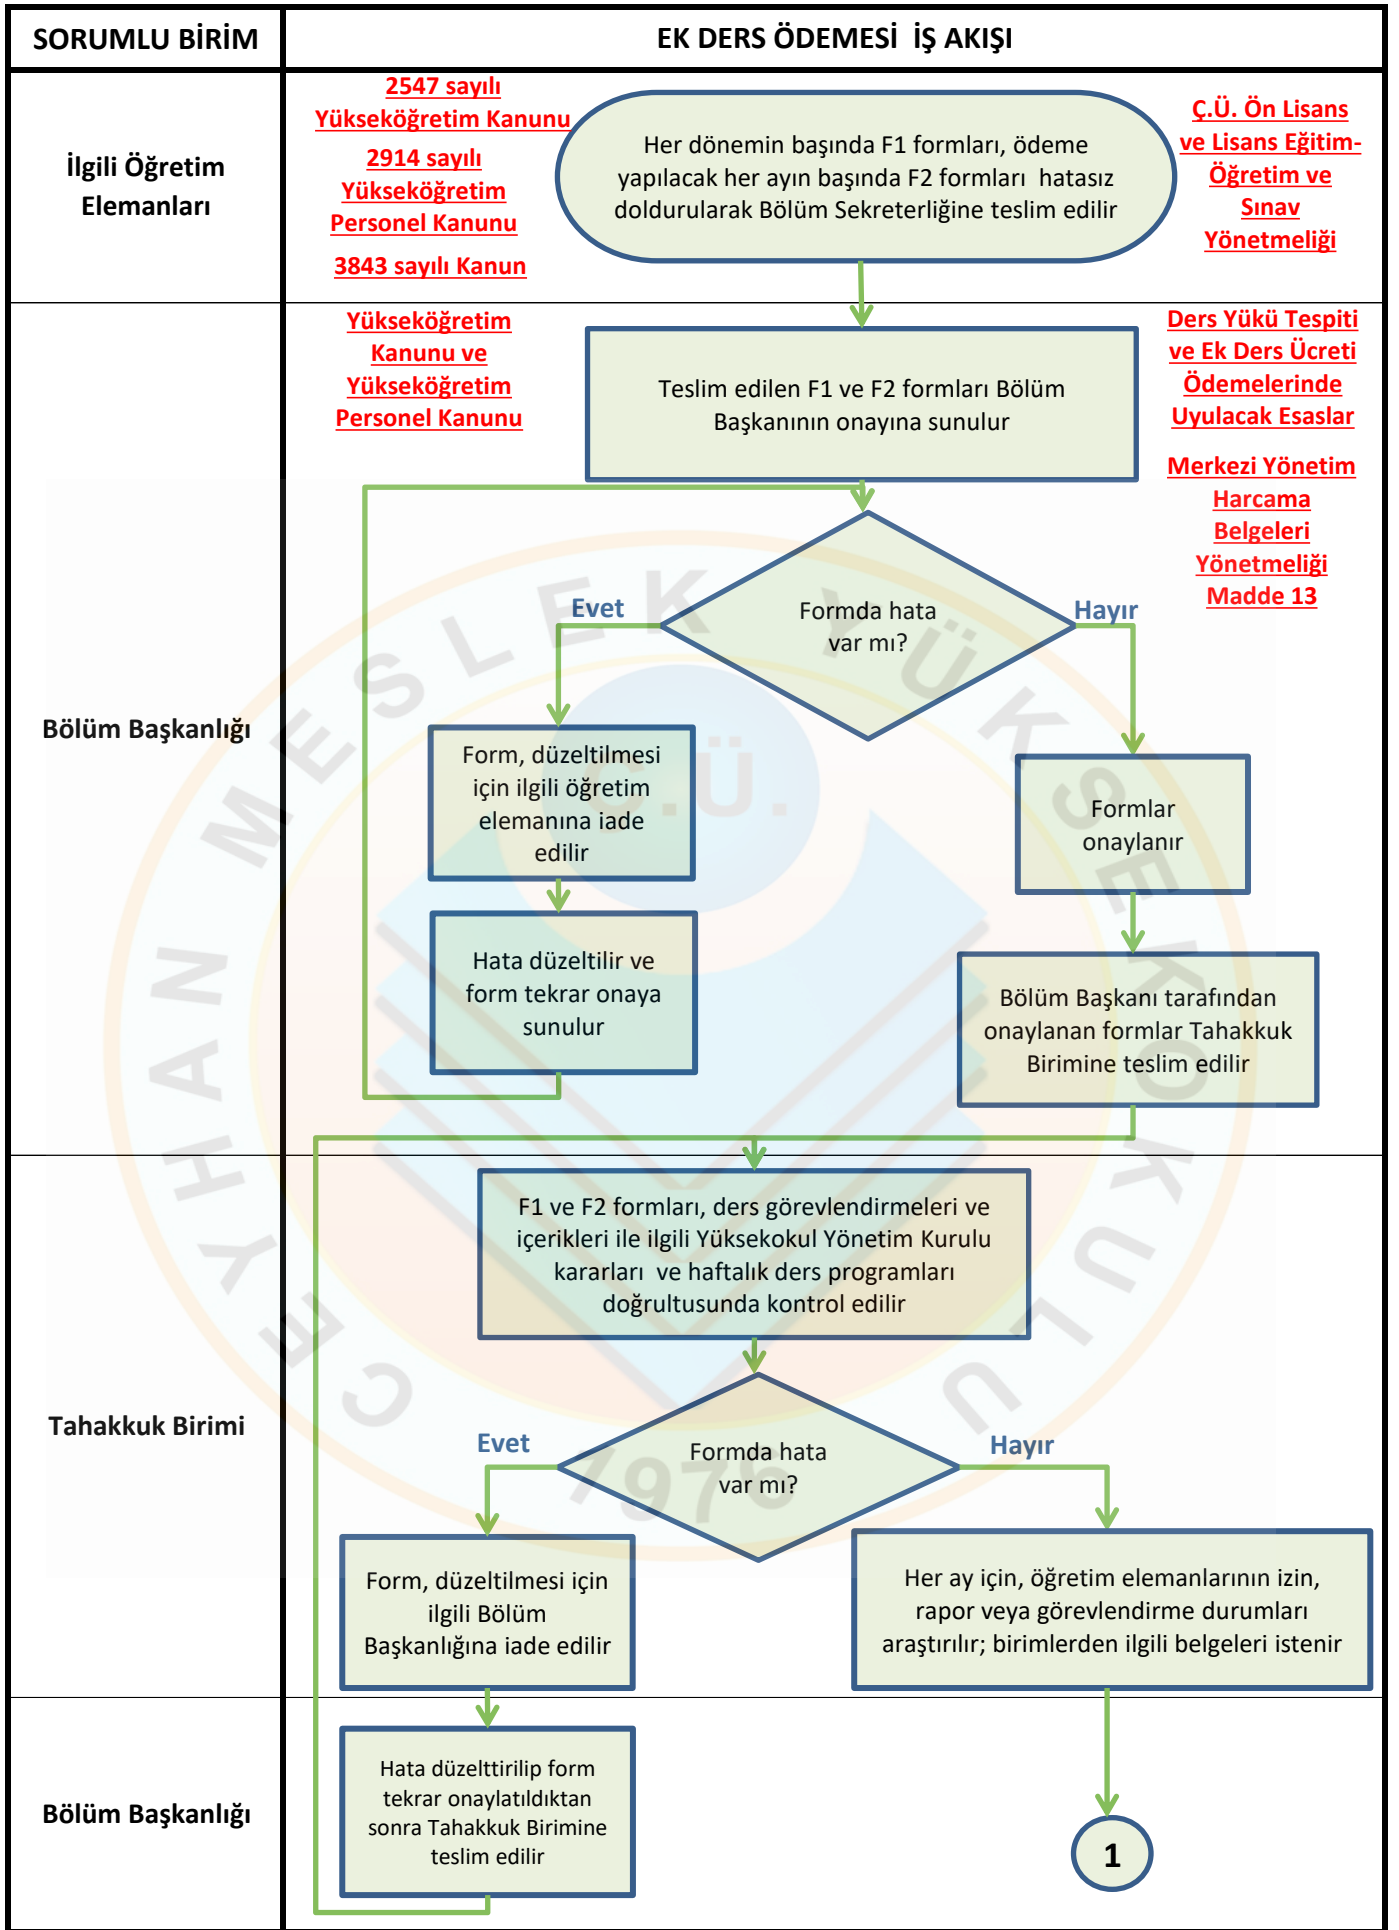 SORUMLU BİRİM
EK DERS ÖDEMESİ İŞ AKIŞI
İlgili Öğretim
Elemanları
2547 sayılı
Yükseköğretim Kanunu
2914 sayılı
Yükseköğretim
Personel Kanunu
3843 sayılı Kanun
Her dönemin başında F1 formları, ödeme
yapılacak her ayın başında F2 formları hatasız
doldurularak Bölüm Sekreterliğine teslim edilir
Ç.Ü. Ön Lisans
ve Lisans Eğitim-
Öğretim ve
Sınav
Yönetmeliği
Bölüm Başkanlığı
Yükseköğretim
Kanunu ve
Yükseköğretim
Personel Kanunu
Teslim edilen F1 ve F2 formları Bölüm
Başkanının onayına sunulur
Ders Yükü Tespiti
ve Ek Ders Ücreti
Ödemelerinde
Uyulacak Esaslar
Merkezi Yönetim
Harcama
Belgeleri
Yönetmeliği
Madde 13
Formda hata
var mı?
Evet
Hayır
Form, düzeltilmesi
için ilgili öğretim
elemanına iade
edilir
Hata düzeltilir ve
form tekrar onaya
sunulur
Formlar
onaylanır
Bölüm Başkanı tarafından
onaylanan formlar Tahakkuk
Birimine teslim edilir
Tahakkuk Birimi
F1 ve F2 formları, ders görevlendirmeleri ve
içerikleri ile ilgili Yüksekokul Yönetim Kurulu
kararları ve haftalık ders programları
doğrultusunda kontrol edilir
Formda hata
var mı?
Evet
Hayır
Form, düzeltilmesi için
ilgili Bölüm
Başkanlığına iade edilir
Her ay için, öğretim elemanlarının izin,
rapor veya görevlendirme durumları
araştırılır; birimlerden ilgili belgeleri istenir
Bölüm Başkanlığı
Hata düzelttirilip form
tekrar onaylatıldıktan
sonra Tahakkuk Birimine
teslim edilir
1
CEYHAN MESLEK YÜKSEKOKULU
Ç.Ü.
1976